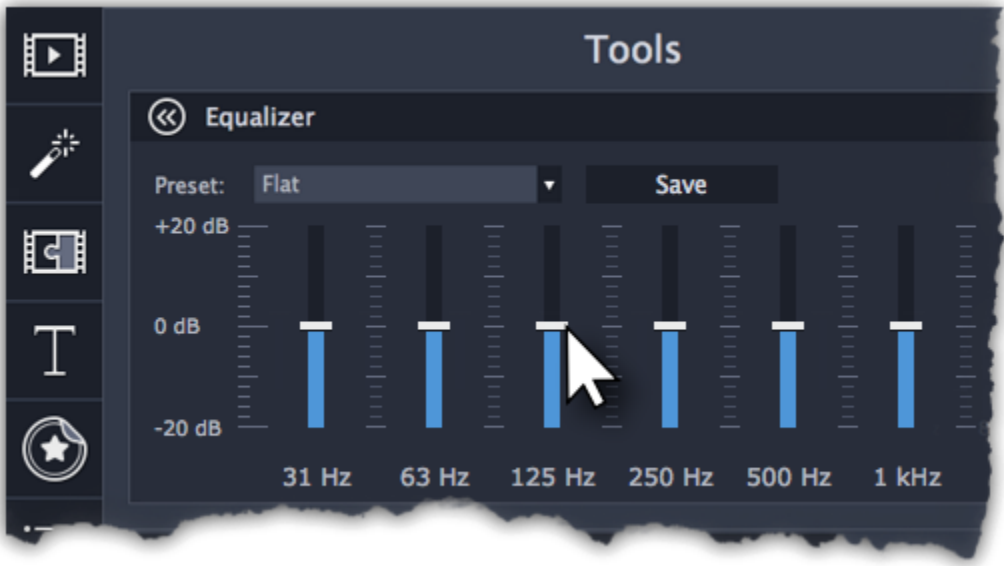 Tools
Equalizer
Preset: Flat Save
+20 dB
0 dB
-20 dB
31 Hz 63 Hz 125 Hz 250 Hz 500 Hz 1 kHz